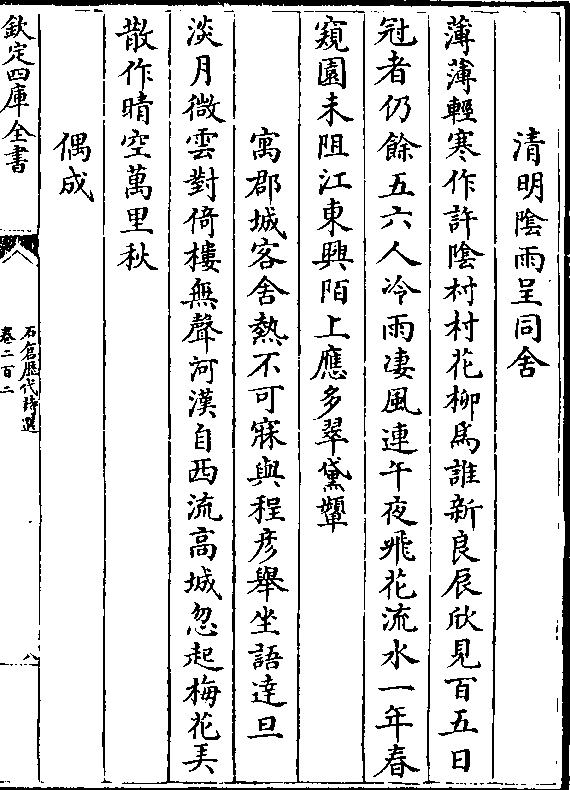 清明陰雨呈同舍
薄薄輕寒作許陰村村花柳為誰新良辰欣見百五日
冠者仍餘五六人冷雨凄風連午夜飛花流水一年春
窺園未阻江東興陌上應多翠黛顰
寓郡城客舍熱不可寐與程彦舉坐語達旦
淡月微雲對倚樓無聲河漢自西流高城忽起梅花弄
散作晴空萬里秋
偶成
欽定四庫全書
石倉歷代詩選
卷二百二
八